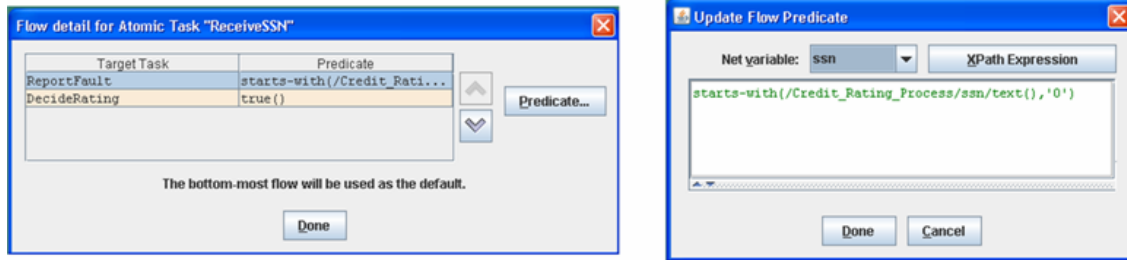 Flow detail for Atomic Task "ReceiveSSN"
Target Task Predicate
ReportFault starts-with(/Credit_Rati...
DecideRating true()
Predicate...
The bottom-most flow will be used as the default.
Done
Update Flow Predicate
Net variable: ssn XPath Expression
starts-with(/Credit_Rating_Process/ssn/text(),'0')
Done Cancel